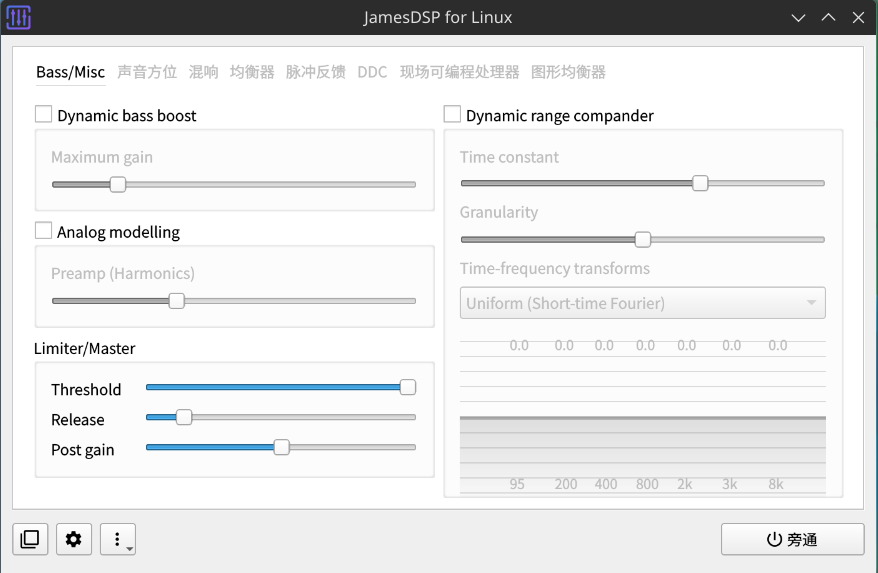 JamesDSP for Linux
Bass/Misc 声音方位 混响 均衡器 脉冲反馈 DDC 现场可编程处理器 图形均衡器
Dynamic bass boost
Maximum gain
Analog modelling
Preamp (Harmonics)
Limiter/Master
Threshold
Release
Post gain
Dynamic range compander
Time constant
Granularity
Time-frequency transforms
Uniform (Short-time Fourier)
0.0 0.0 0.0 0.0 0.0 0.0 0.0
95 200 400 800 2k 3k 8k
旁通